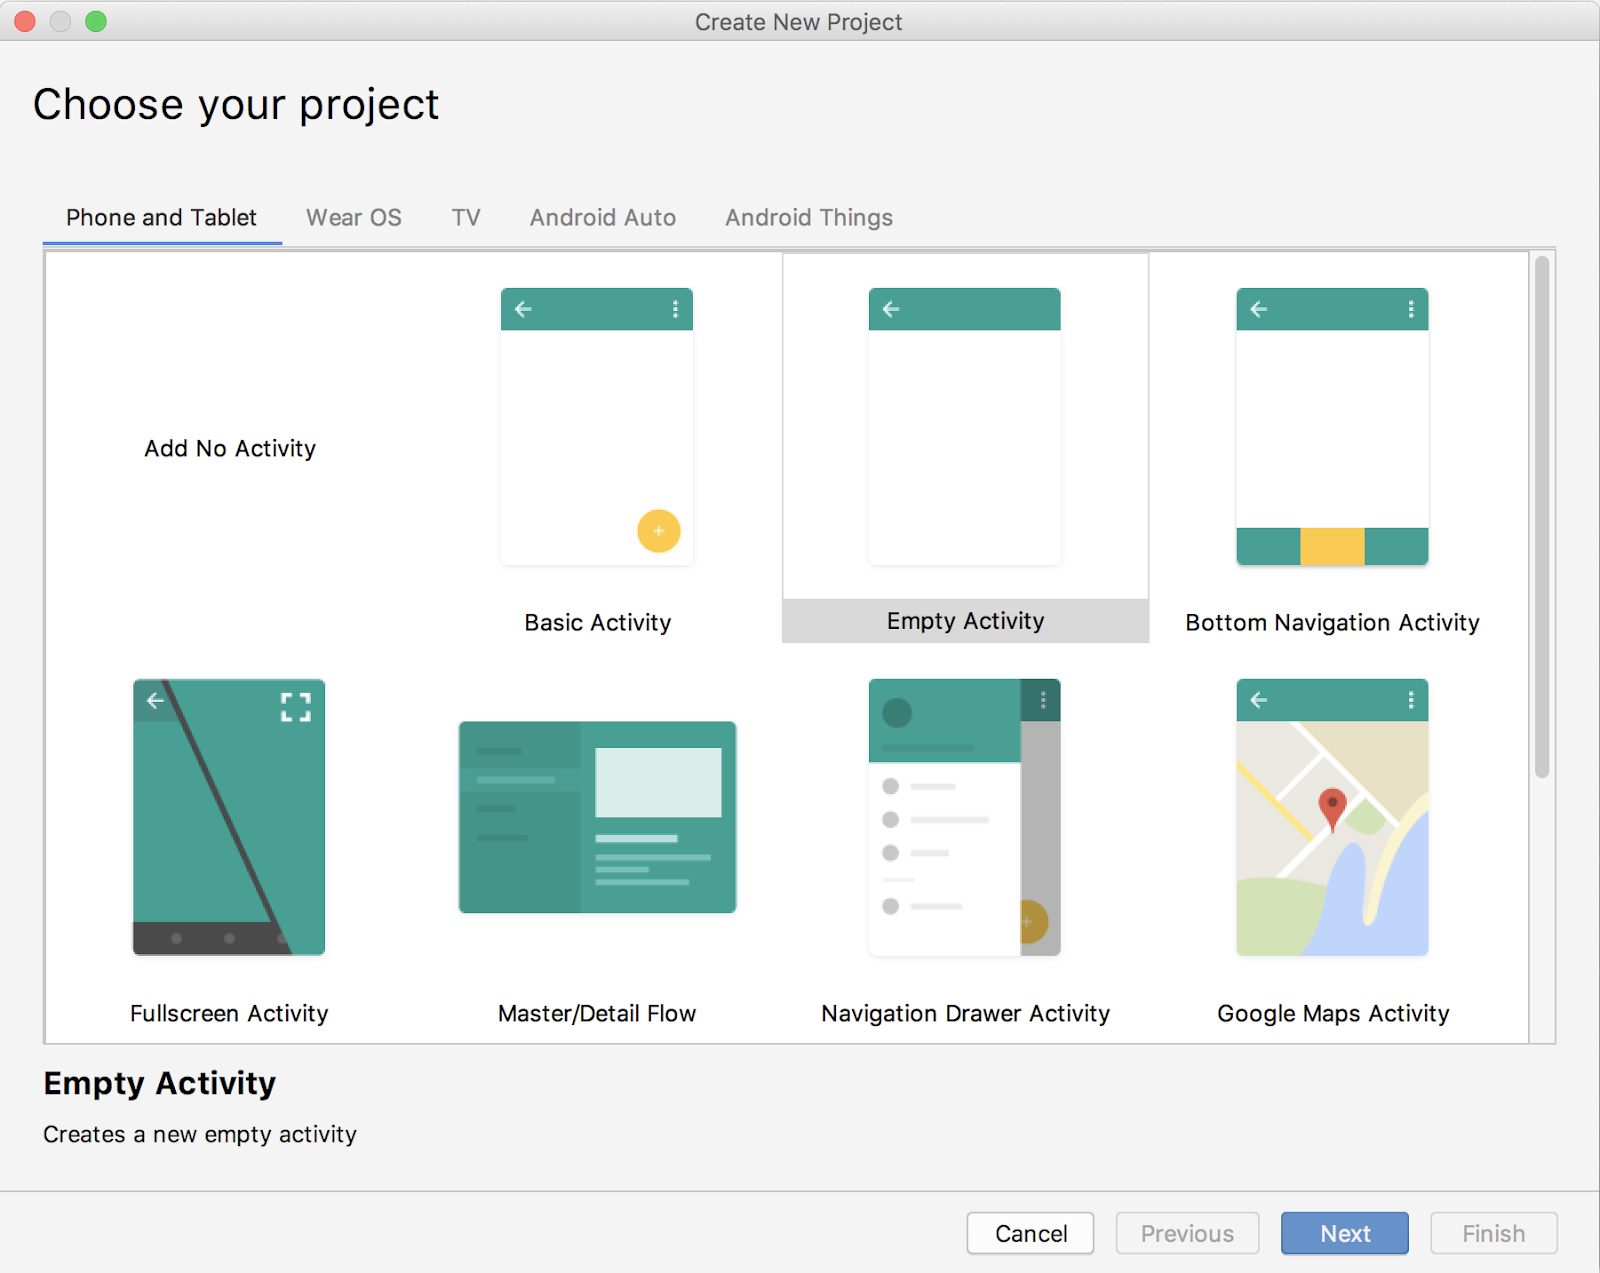 Create New Project
Choose your project
Phone and Tablet Wear OS TV Android Auto Android Things
Add No Activity
Basic Activity
Empty Activity
Bottom Navigation Activity
Fullscreen Activity
Master/Detail Flow
Navigation Drawer Activity
Google Maps Activity
Empty Activity
Creates a new empty activity
Cancel Previous Next Finish